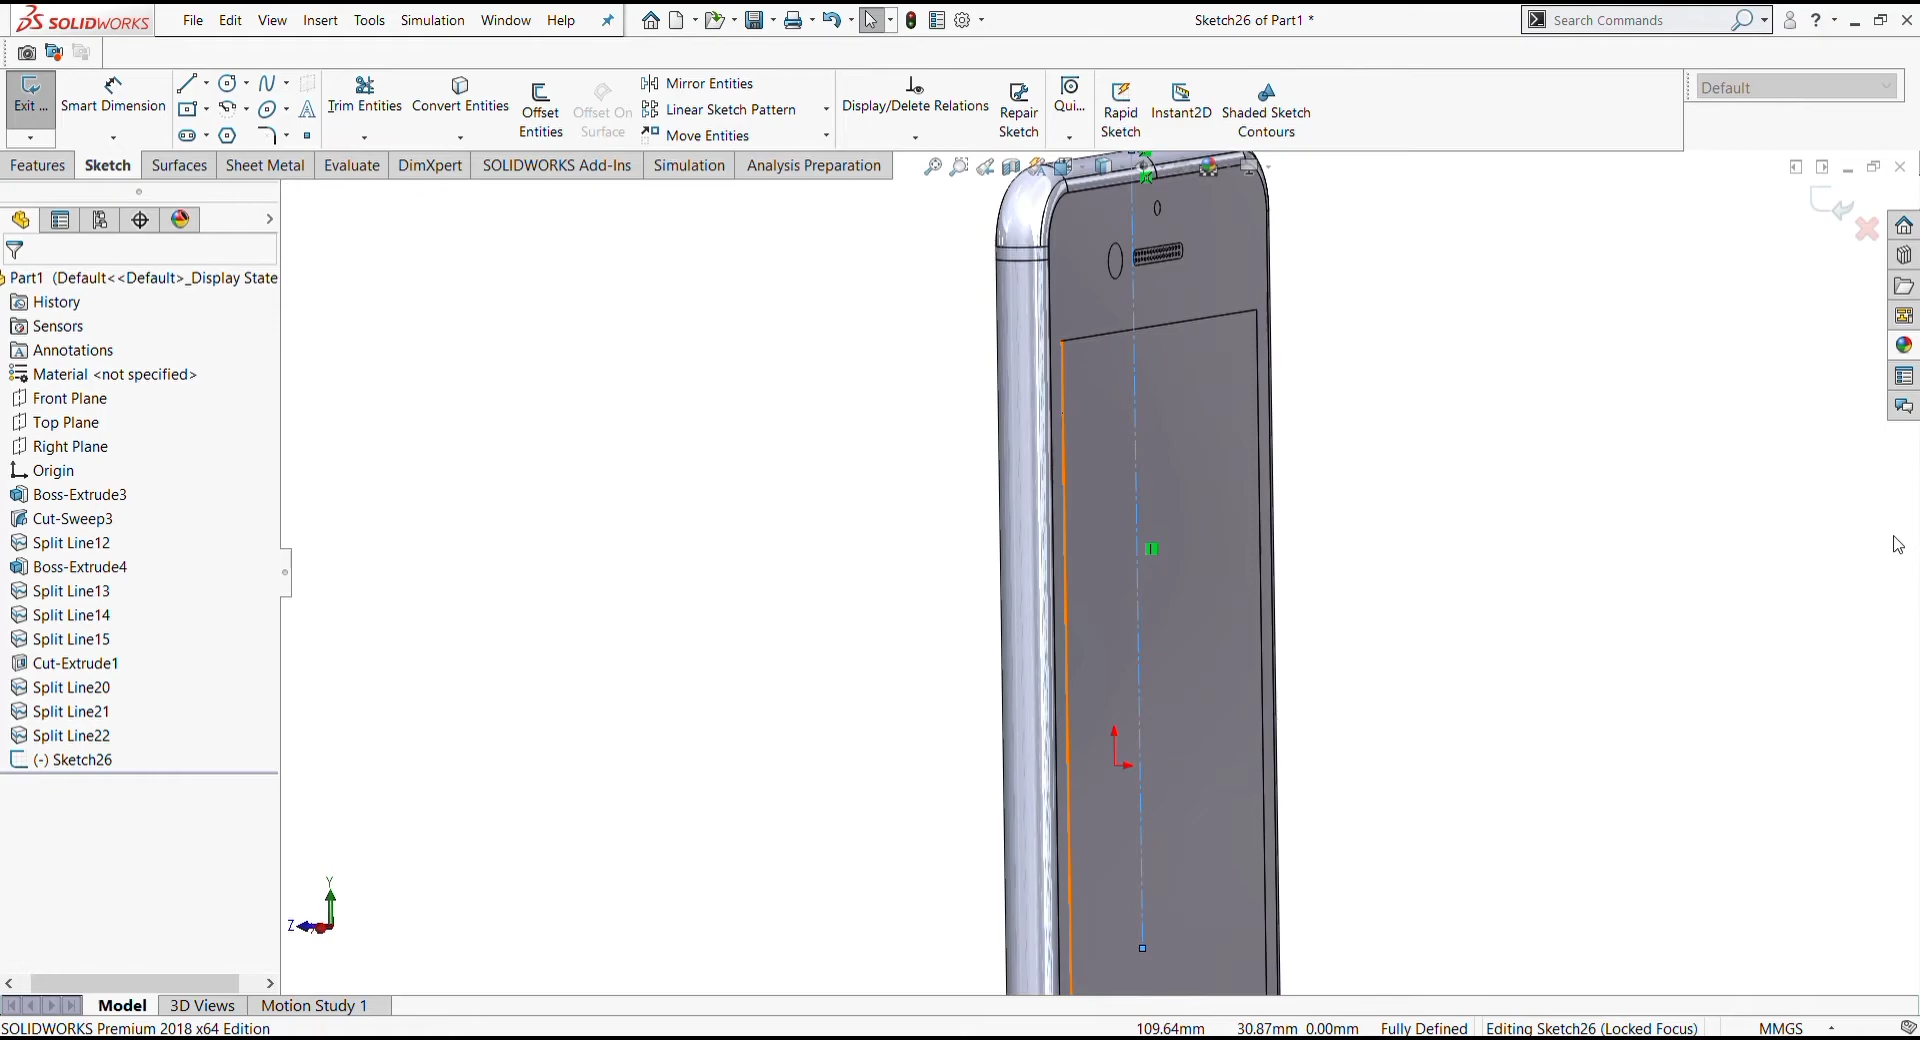 SOLIDWORKS File Edit View Insert Tools Simulation Window Help Sketch26 of Part1 * Search Commands ?
Exit ... Smart Dimension Trim Entities Convert Entities Offset Entities Offset On Surface Mirror Entities Linear Sketch Pattern Move Entities Display/Delete Relations Repair Sketch Qui... Rapid Sketch Instant2D Shaded Sketch Contours Default
Features Sketch Surfaces Sheet Metal Evaluate DimXpert SOLIDWORKS Add-Ins Simulation Analysis Preparation
Part1 (Default<<Default>_Display State
History
Sensors
Annotations
Material <not specified>
Front Plane
Top Plane
Right Plane
Origin
Boss-Extrude3
Cut-Sweep3
Split Line12
Boss-Extrude4
Split Line13
Split Line14
Split Line15
Cut-Extrude1
Split Line20
Split Line21
Split Line22
(-) Sketch26
Y
Z
Model 3D Views Motion Study 1
SOLIDWORKS Premium 2018 x64 Edition 109.64mm 30.87mm 0.00mm Fully Defined Editing Sketch26 (Locked Focus) MMGS